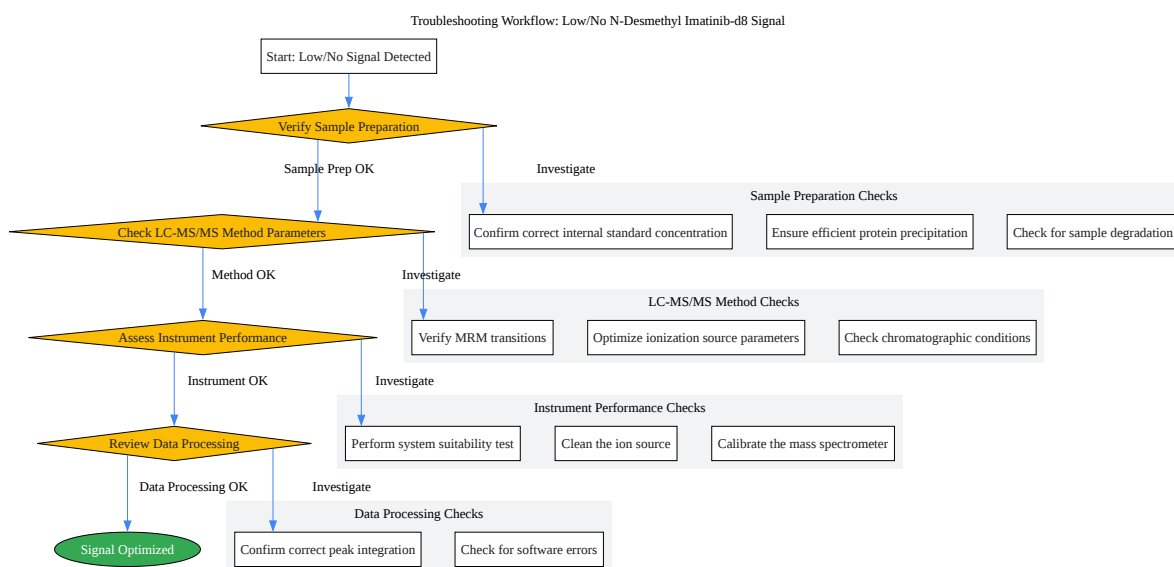 Troubleshooting Workflow: Low/No N-Desmethyl Imatinib-d8 Signal
Start: Low/No Signal Detected
Verify Sample Preparation
Sample Prep OK
Investigate
Sample Preparation Checks
Confirm correct internal standard concentration
Ensure efficient protein precipitation
Check for sample degradation
Check LC-MS/MS Method Parameters
Method OK
Investigate
LC-MS/MS Method Checks
Verify MRM transitions
Optimize ionization source parameters
Check chromatographic conditions
Assess Instrument Performance
Instrument OK
Investigate
Instrument Performance Checks
Perform system suitability test
Clean the ion source
Calibrate the mass spectrometer
Review Data Processing
Data Processing OK
Investigate
Data Processing Checks
Confirm correct peak integration
Check for software errors
Signal Optimized